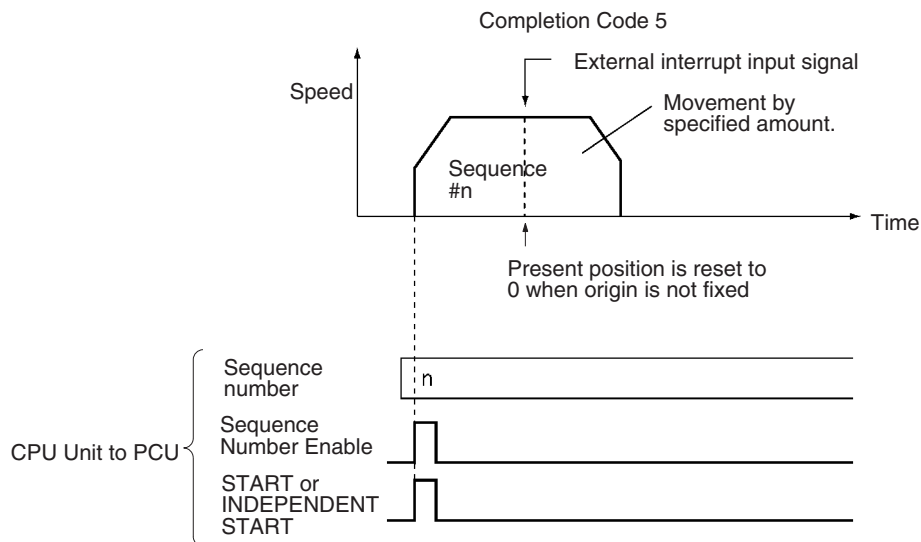 Completion Code 5
External interrupt input signal
Speed
Movement by
specified amount.
Sequence
#n
Time
Present position is reset to
0 when origin is not fixed
Sequence
number
n
Sequence
Number Enable
CPU Unit to PCU
START or
INDEPENDENT
START